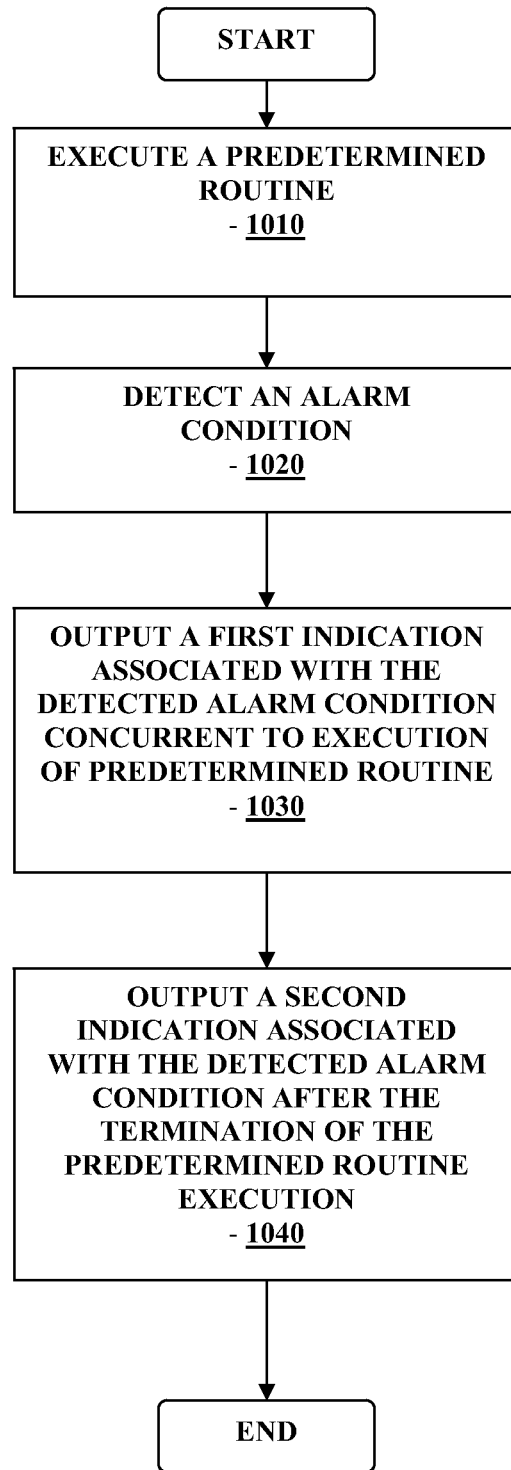 START
EXECUTE A PREDETERMINED
ROUTINE
- 1010
DETECT AN ALARM
CONDITION
- 1020
OUTPUT A FIRST INDICATION
ASSOCIATED WITH THE
DETECTED ALARM CONDITION
CONCURRENT TO EXECUTION
OF PREDETERMINED ROUTINE
- 1030
OUTPUT A SECOND
INDICATION ASSOCIATED
WITH THE DETECTED ALARM
CONDITION AFTER THE
TERMINATION OF THE
PREDETERMINED ROUTINE
EXECUTION
- 1040
END